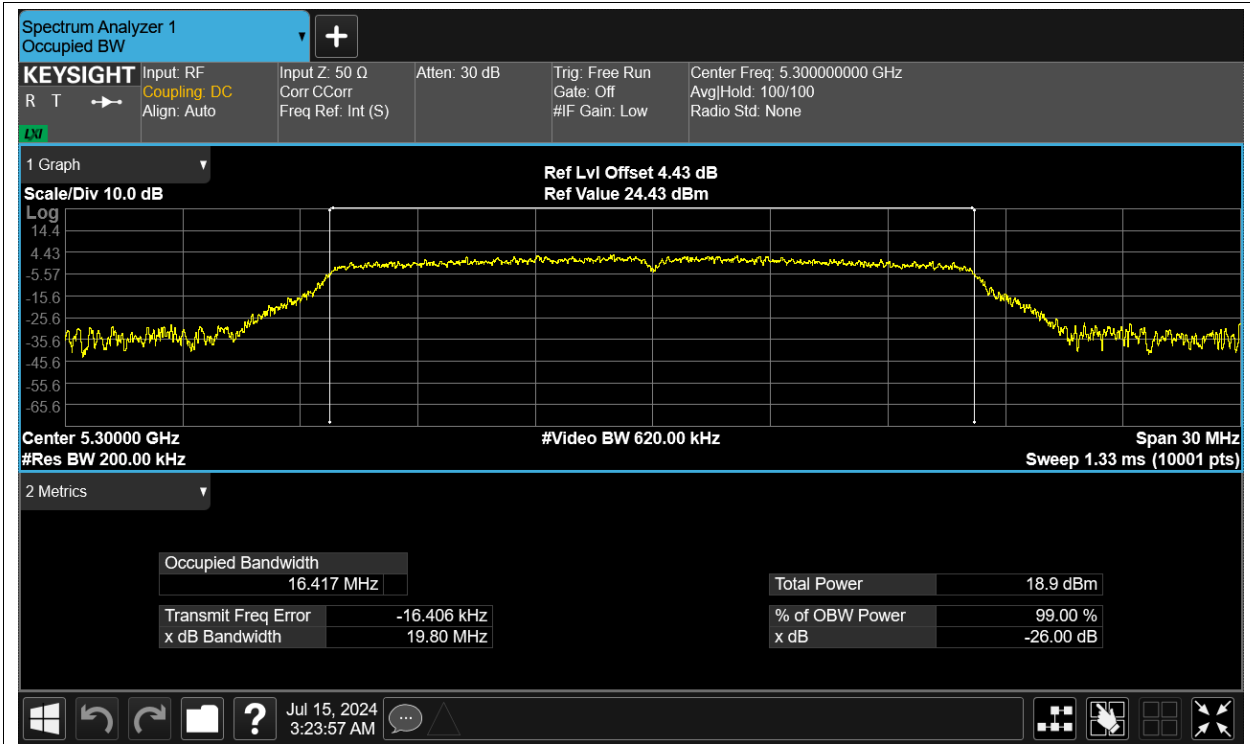 Spectrum Analyzer 1
Occupied BW
KEYSIGHT
R T
LXI
Input: RF
Coupling: DC
Align: Auto
Input Z: 50 Ω
Corr CCorr
Freq Ref: Int (S)
Atten: 30 dB
Trig: Free Run
Gate: Off
#IF Gain: Low
Center Freq: 5.300000000 GHz
Avg|Hold: 100/100
Radio Std: None
1 Graph
Scale/Div 10.0 dB
Ref Lvl Offset 4.43 dB
Ref Value 24.43 dBm
Log
14.4
4.43
-5.57
-15.6
-25.6
-35.6
-45.6
-55.6
-65.6
Center 5.30000 GHz
#Video BW 620.00 kHz
Span 30 MHz
#Res BW 200.00 kHz
Sweep 1.33 ms (10001 pts)
2 Metrics
Occupied Bandwidth
16.417 MHz
Transmit Freq Error -16.406 kHz
x dB Bandwidth 19.80 MHz
Total Power 18.9 dBm
% of OBW Power 99.00 %
x dB -26.00 dB
?
Jul 15, 2024
3:23:57 AM